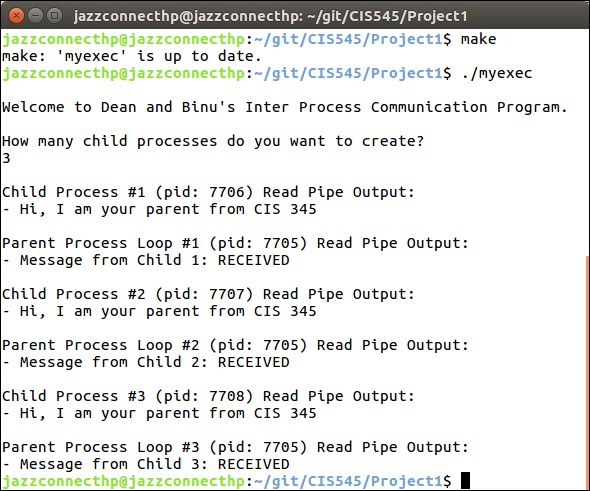 jazzconnecthp@jazzconnecthp: ~/git/CIS545/Project1
jazzconnecthp@jazzconnecthp:~/git/CIS545/Project1$ make
make: 'myexec' is up to date.
jazzconnecthp@jazzconnecthp:~/git/CIS545/Project1$ ./myexec
Welcome to Dean and Binu's Inter Process Communication Program.
How many child processes do you want to create?
3
Child Process #1 (pid: 7706) Read Pipe Output:
- Hi, I am your parent from CIS 345
Parent Process Loop #1 (pid: 7705) Read Pipe Output:
- Message from Child 1: RECEIVED
Child Process #2 (pid: 7707) Read Pipe Output:
- Hi, I am your parent from CIS 345
Parent Process Loop #2 (pid: 7705) Read Pipe Output:
- Message from Child 2: RECEIVED
Child Process #3 (pid: 7708) Read Pipe Output:
- Hi, I am your parent from CIS 345
Parent Process Loop #3 (pid: 7705) Read Pipe Output:
- Message from Child 3: RECEIVED
jazzconnecthp@jazzconnecthp:~/git/CIS545/Project1$